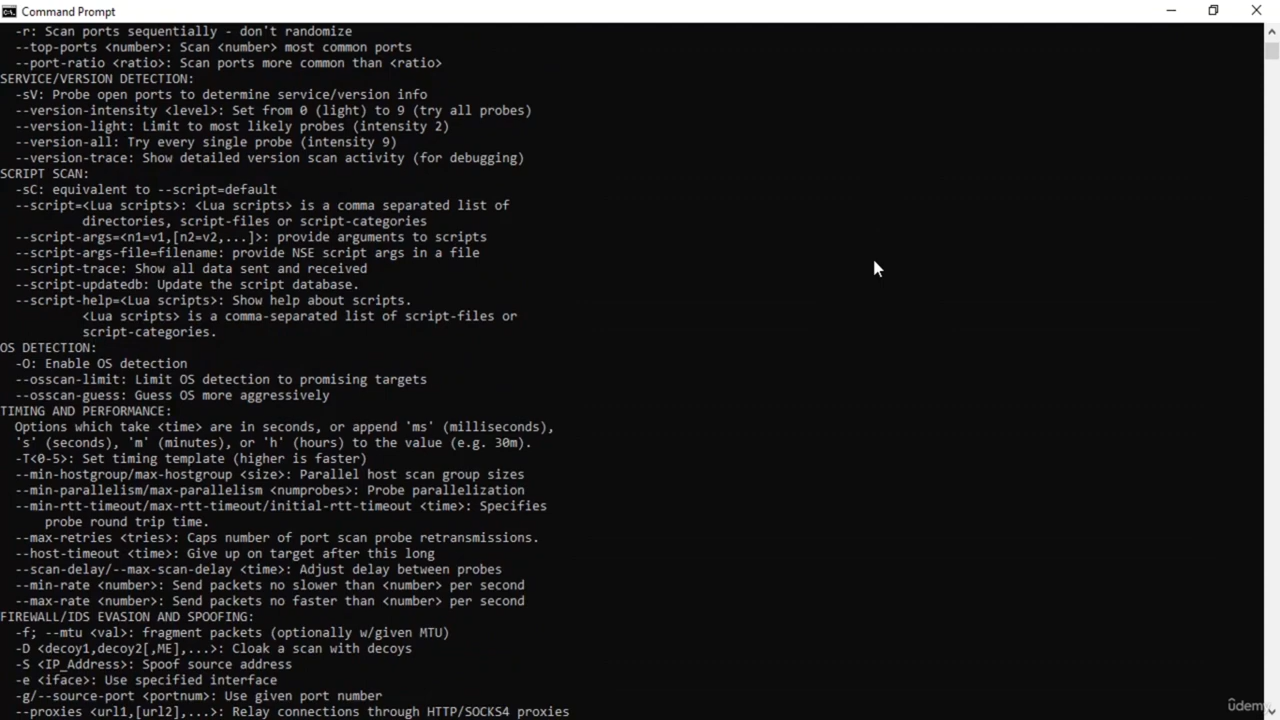 Command Prompt
-r: Scan ports sequentially - don't randomize
--top-ports <number>: Scan <number> most common ports
--port-ratio <ratio>: Scan ports more common than <ratio>
SERVICE/VERSION DETECTION:
-sV: Probe open ports to determine service/version info
--version-intensity <level>: Set from 0 (light) to 9 (try all probes)
--version-light: Limit to most likely probes (intensity 2)
--version-all: Try every single probe (intensity 9)
--version-trace: Show detailed version scan activity (for debugging)
SCRIPT SCAN:
-sC: equivalent to --script=default
--script=<Lua scripts>: <Lua scripts> is a comma separated list of
directories, script-files or script-categories
--script-args=<n1=v1,[n2=v2,...]>: provide arguments to scripts
--script-args-file=filename: provide NSE script args in a file
--script-trace: Show all data sent and received
--script-updatedb: Update the script database.
--script-help=<Lua scripts>: Show help about scripts.
<Lua scripts> is a comma-separated list of script-files or
script-categories.
OS DETECTION:
-O: Enable OS detection
--osscan-limit: Limit OS detection to promising targets
--osscan-guess: Guess OS more aggressively
TIMING AND PERFORMANCE:
Options which take <time> are in seconds, or append 'ms' (milliseconds),
's' (seconds), 'm' (minutes), or 'h' (hours) to the value (e.g. 30m).
-T<0-5>: Set timing template (higher is faster)
--min-hostgroup/max-hostgroup <size>: Parallel host scan group sizes
--min-parallelism/max-parallelism <numprobes>: Probe parallelization
--min-rtt-timeout/max-rtt-timeout/initial-rtt-timeout <time>: Specifies
probe round trip time.
--max-retries <tries>: Caps number of port scan probe retransmissions.
--host-timeout <time>: Give up on target after this long
--scan-delay/--max-scan-delay <time>: Adjust delay between probes
--min-rate <number>: Send packets no slower than <number> per second
--max-rate <number>: Send packets no faster than <number> per second
FIREWALL/IDS EVASION AND SPOOFING:
-f; --mtu <val>: fragment packets (optionally w/given MTU)
-D <decoy1,decoy2[,ME],...>: Cloak a scan with decoys
-S <IP_Address>: Spoof source address
-e <iface>: Use specified interface
-g/--source-port <portnum>: Use given port number
--proxies <url1,[url2],...>: Relay connections through HTTP/SOCKS4 proxies
ûdemy